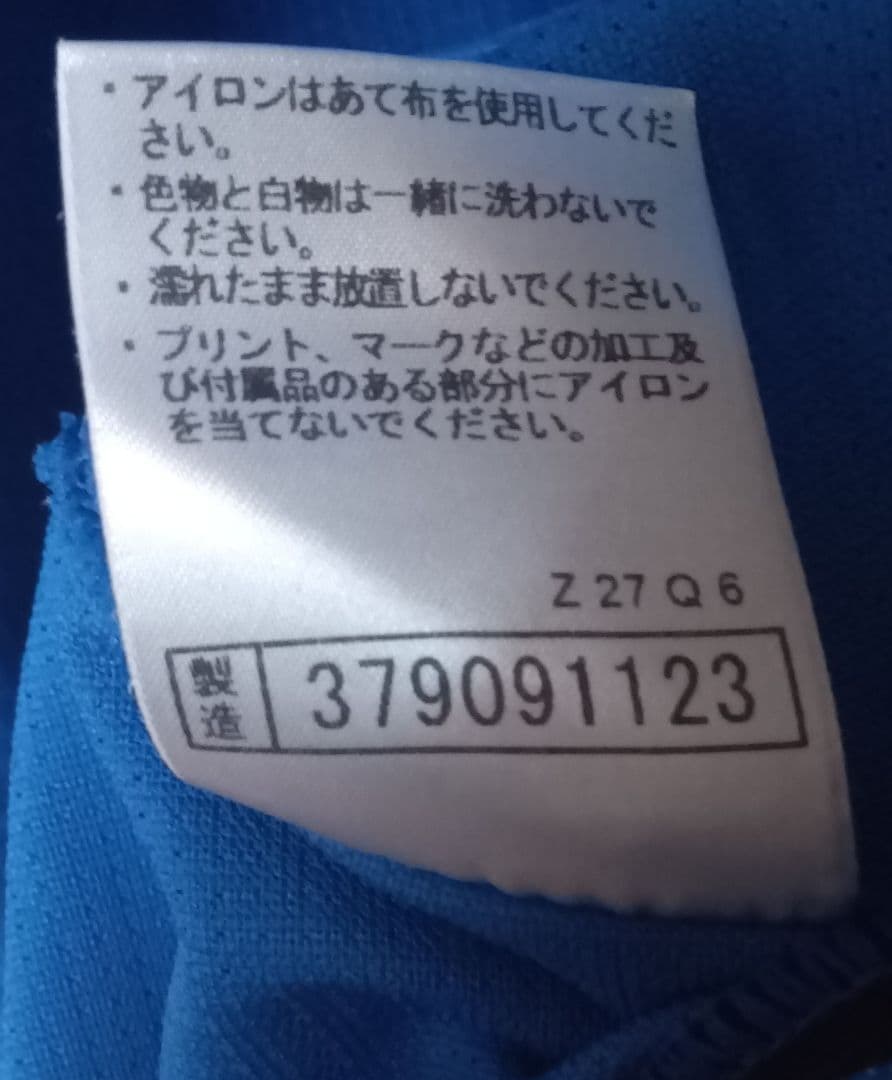 ・アイロンはあて布を使用してくだ
さい。
・色物と白物は一緒に洗わないで
ください。
・濡れたまま放置しないでください。
・プリント、マークなどの加工及
び付属品のある部分にアイロン
を当てないでください。
Z 27 Q 6
製造 379091123